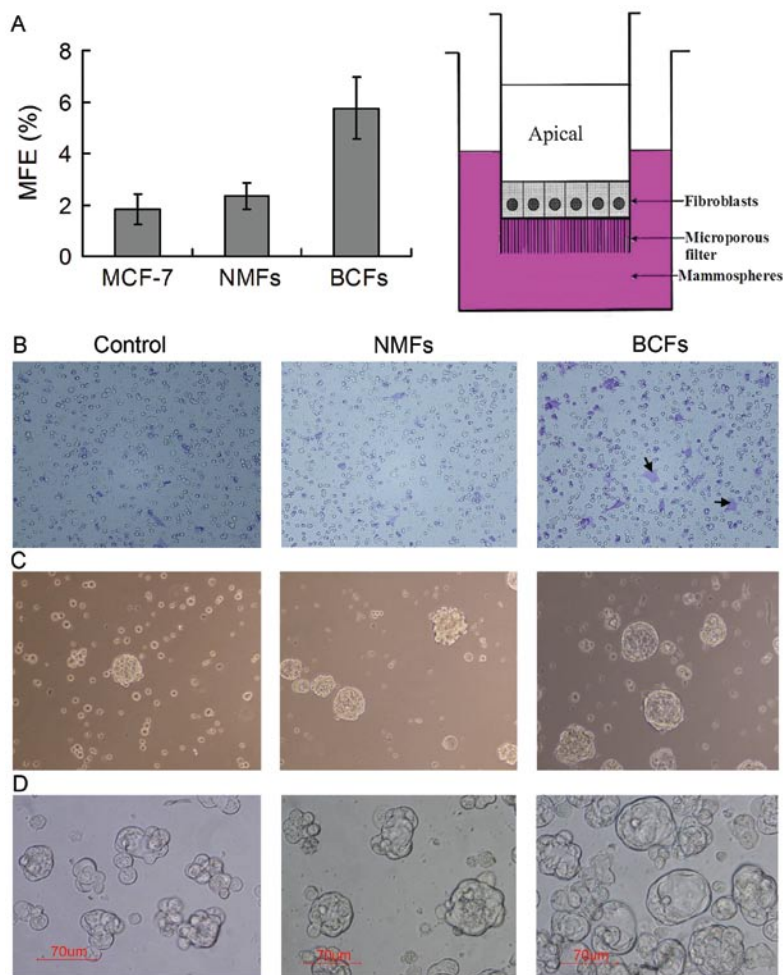 A
8
6
4
2
0
MFE (%)
MCF-7
NMFs
BCFs
Apical
Fibroblasts
Microporous
filter
Mammospheres
B
Control
NMFs
BCFs
C
D
70um
70um
70um